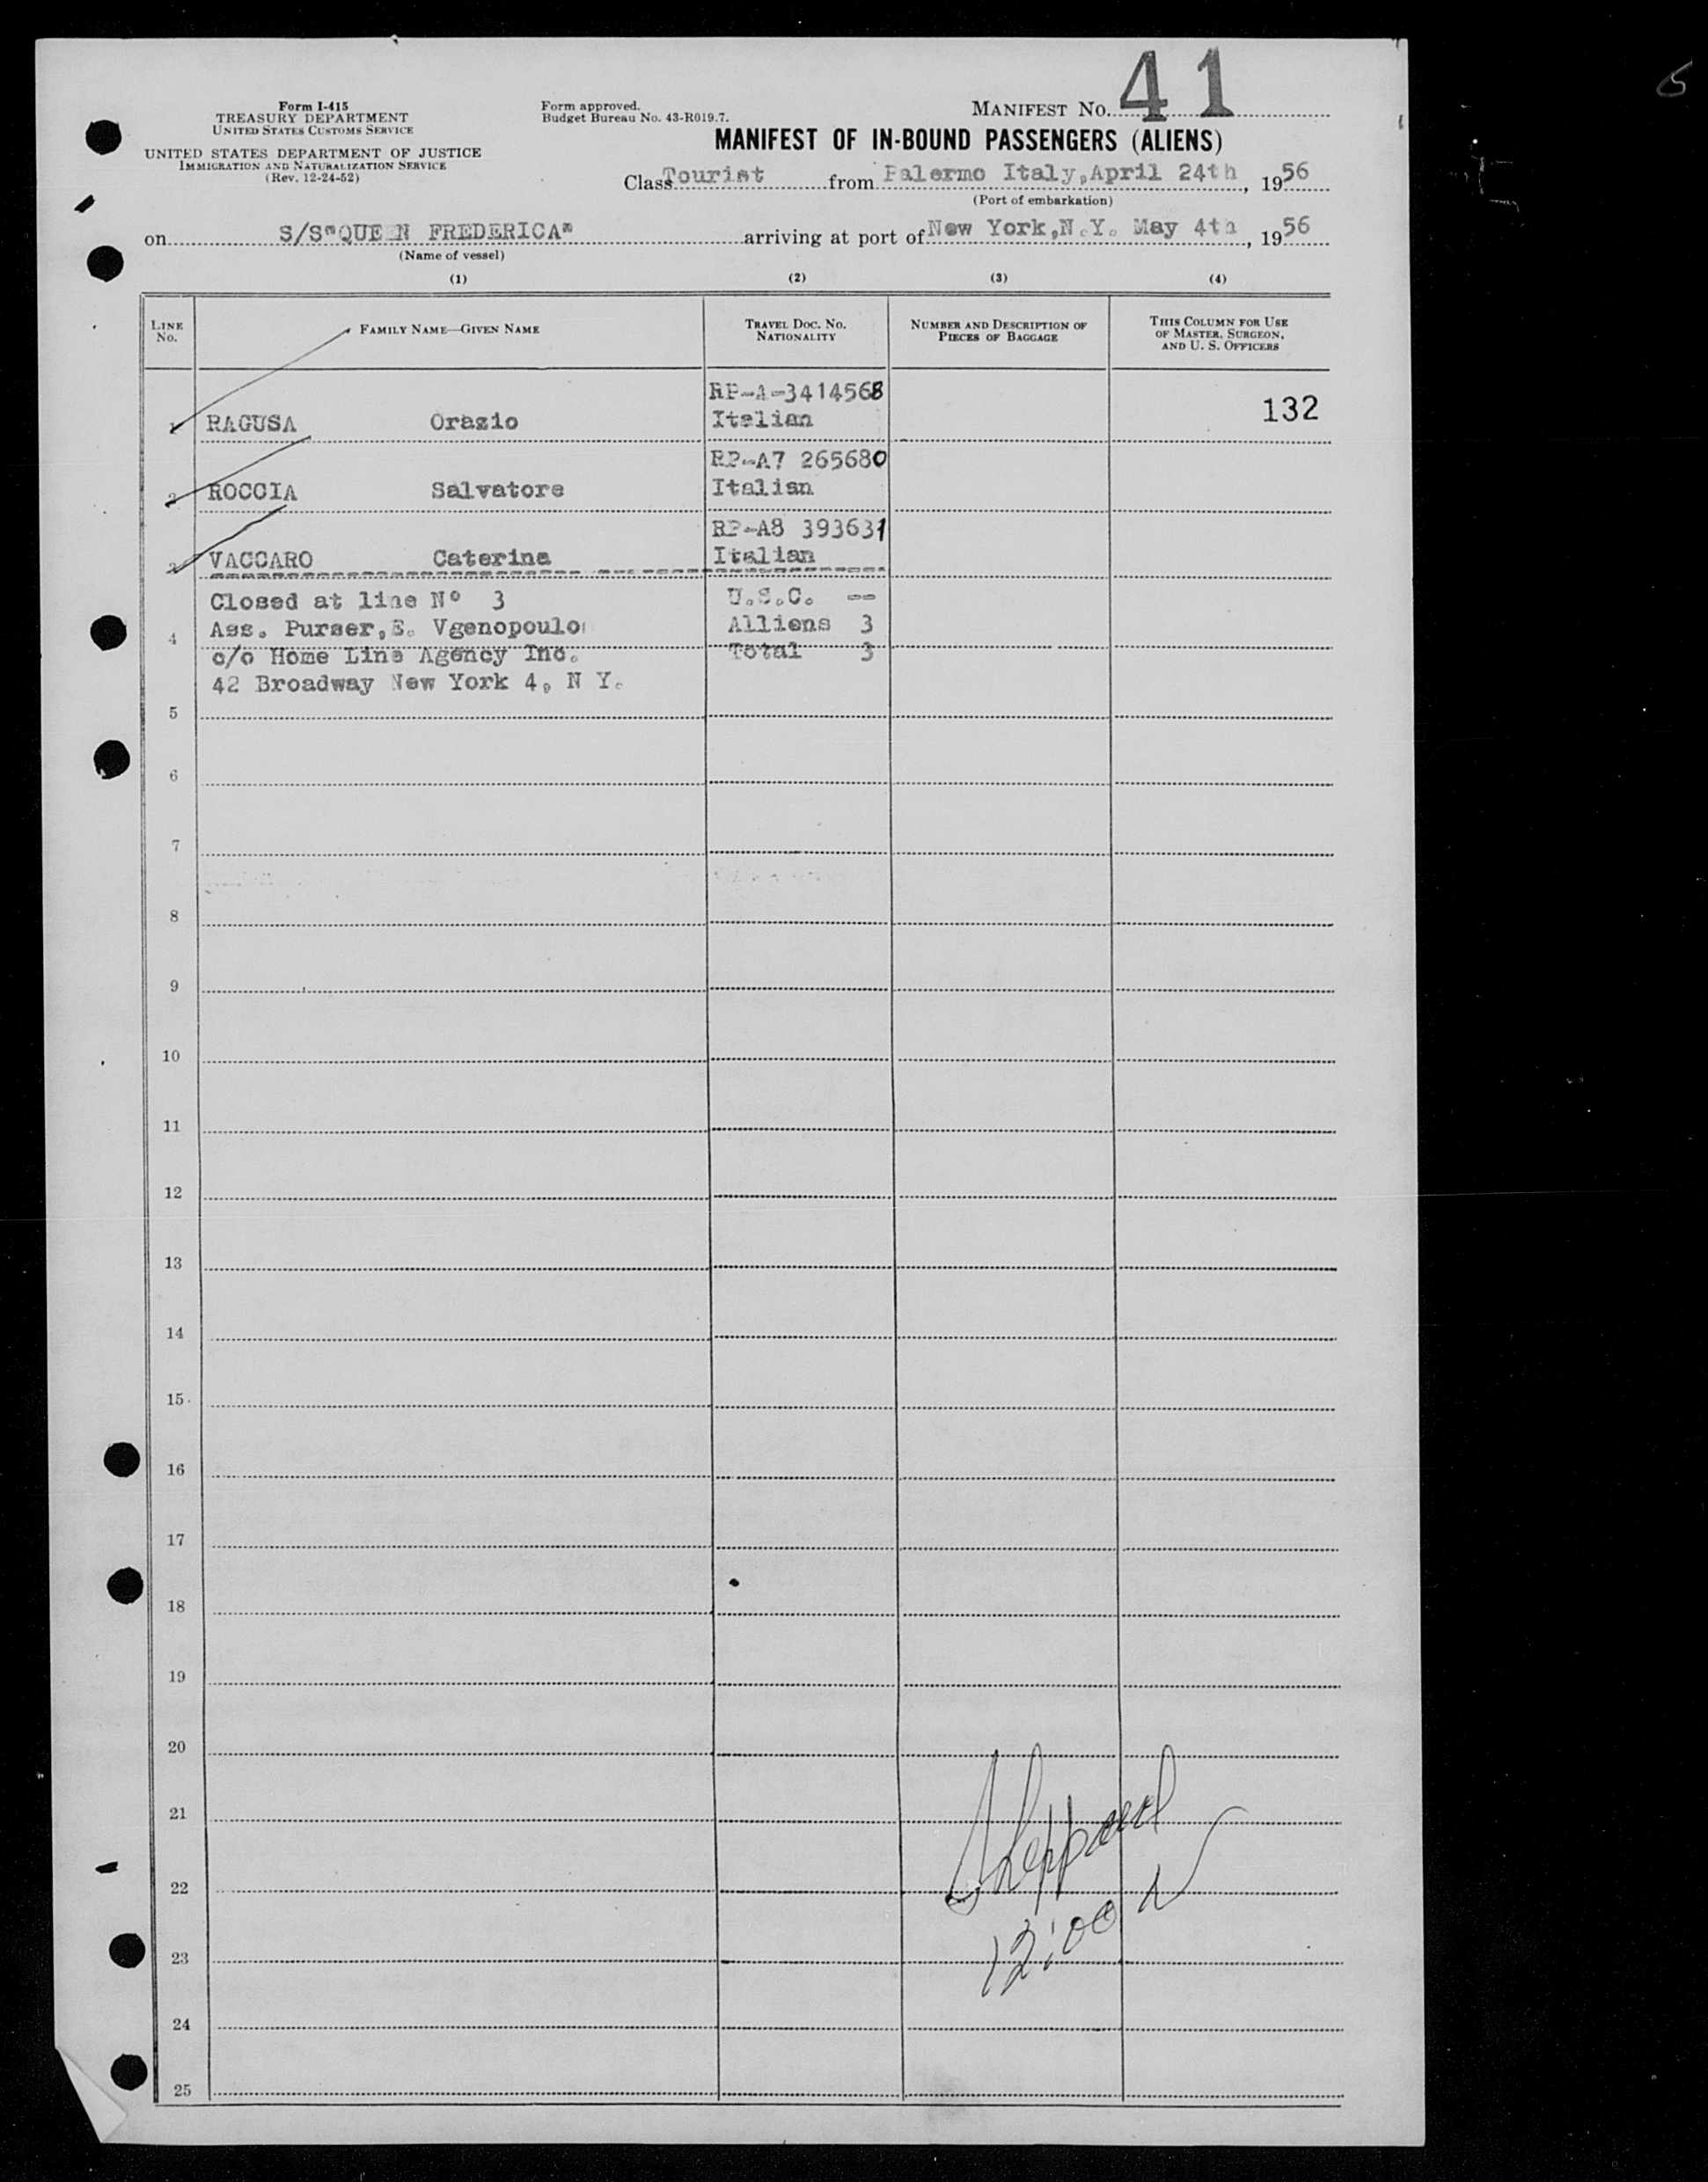 Form I-415
TREASURY DEPARTMENT
UNITED STATES CUSTOMS SERVICE
UNITED STATES DEPARTMENT OF JUSTICE
IMMIGRATION AND NATURALIZATION SERVICE
(Rev. 12-24-52)
Form approved.
Budget Bureau No. 43-R019.7.
MANIFEST NO. 41
MANIFEST OF IN-BOUND PASSENGERS (ALIENS)
Class Tourist from Palermo Italy, April 24th, 1956
(Port of embarkation)
on S/S"QUEEN FREDERICA" arriving at port of New York,N.Y. May 4th, 1956
(Name of vessel)
(1) (2) (3) (4)
LINE No. FAMILY NAME—GIVEN NAME TRAVEL DOC. NO. NATIONALITY NUMBER AND DESCRIPTION OF PIECES OF BAGGAGE THIS COLUMN FOR USE OF MASTER, SURGEON, AND U. S. OFFICERS
RP-A-3414568
1 RAGUSA Orazio Italian 132
RP-A7 265680
2 ROCCIA Salvatore Italian
RP-A8 393631
3 VACCARO Caterina Italian
Closed at line Nº 3 U.S.C. --
4 Ass. Purser,E. Vgenopoulo Alliens 3
c/o Home Line Agency Inc. Total 3
42 Broadway New York 4, N Y.
5
6
7
8
9
10
11
12
13
14
15
16
17
18
19
20
21
22
23
24
25
Sheppard
12:00 N